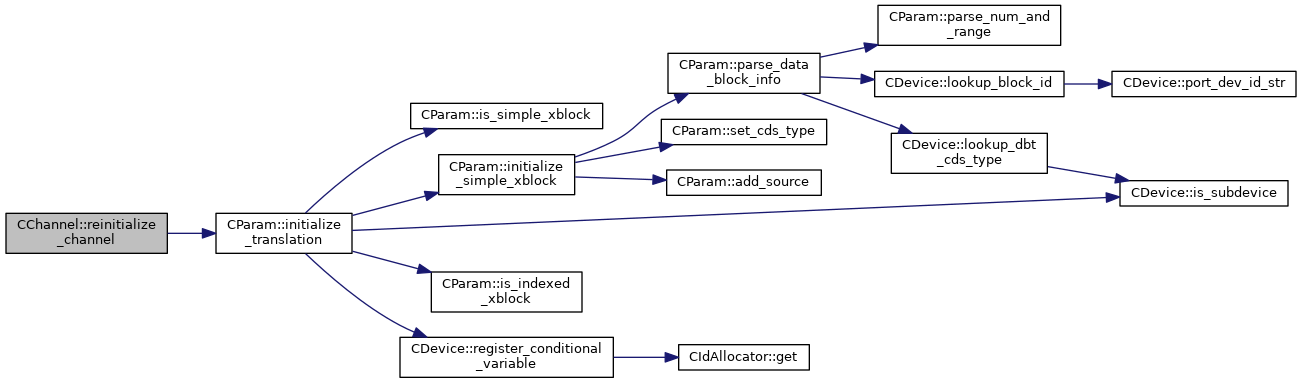 CChannel::reinitialize
_channel
CParam::initialize
_translation
CParam::is_simple_xblock
CParam::initialize
_simple_xblock
CParam::parse_data
_block_info
CParam::parse_num_and
_range
CDevice::lookup_block_id
CDevice::port_dev_id_str
CDevice::lookup_dbt
_cds_type
CDevice::is_subdevice
CParam::set_cds_type
CParam::add_source
CParam::is_indexed
_xblock
CDevice::register_conditional
_variable
CIdAllocator::get